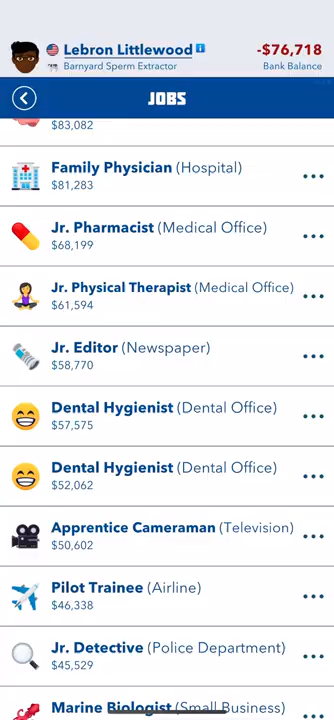 Lebron Littlewood
-$76,718
Barnyard Sperm Extractor
Bank Balance
JOBS
$83,082
Family Physician (Hospital)
$81,283
Jr. Pharmacist (Medical Office)
$68,199
Jr. Physical Therapist (Medical Office)
$61,594
Jr. Editor (Newspaper)
$58,770
Dental Hygienist (Dental Office)
$57,575
Dental Hygienist (Dental Office)
$52,062
Apprentice Cameraman (Television)
$50,602
Pilot Trainee (Airline)
$46,338
Jr. Detective (Police Department)
$45,529
Marine Biologist (Small Business)